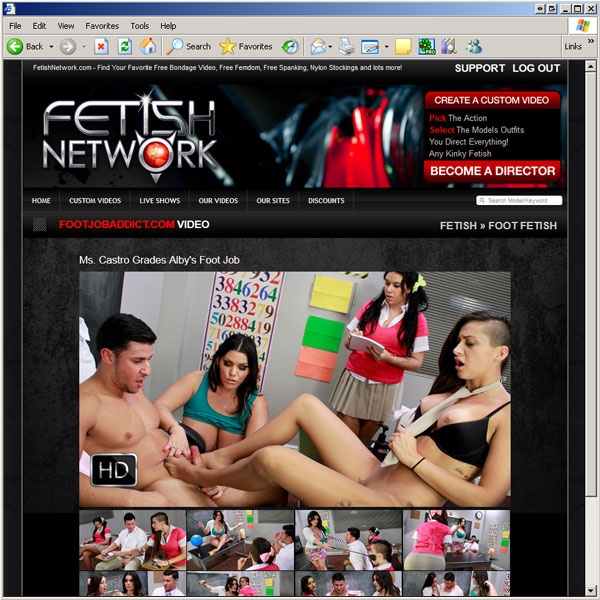 File Edit View Favorites Tools Help
Back Search Favorites PRO Links
FetishNetwork.com - Find Your Favorite Free Bondage Video, Free Femdom, Free Spanking, Nylon Stockings and lots more!
SUPPORT LOG OUT
FETISH
NETWORK
CREATE A CUSTOM VIDEO
Pick The Action
Select The Models Outfits
You Direct Everything!
Any Kinky Fetish
BECOME A DIRECTOR
HOME CUSTOM VIDEOS LIVE SHOWS OUR VIDEOS OUR SITES DISCOUNTS Search Model/Keyword
FOOTJOBADDICT.COM VIDEO
FETISH » FOOT FETISH
Ms. Castro Grades Alby's Foot Job
HD